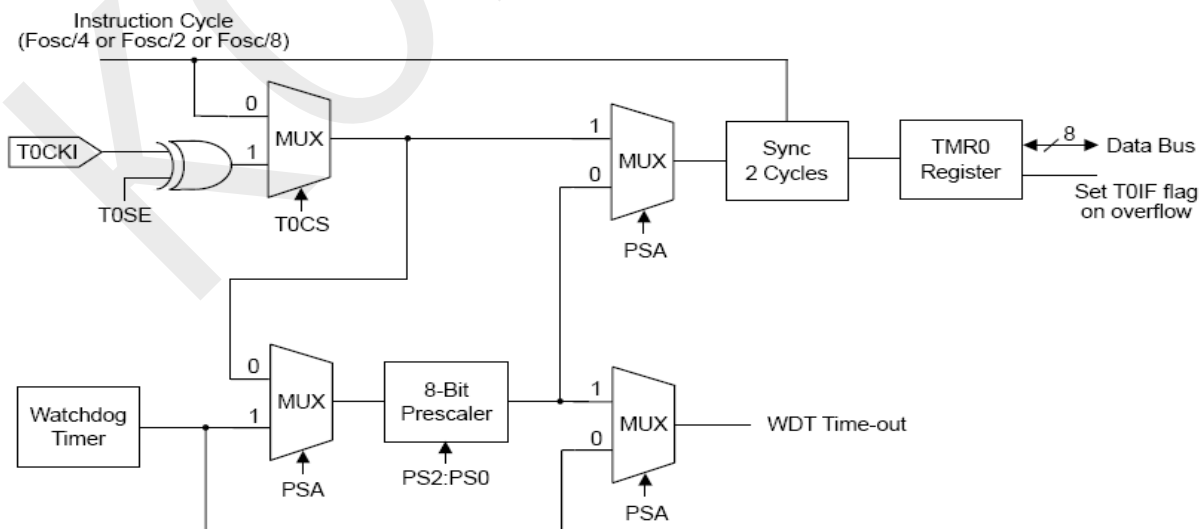 Instruction Cycle
(Fosc/4 or Fosc/2 or Fosc/8)
0
MUX
1
T0CKI
T0SE
T0CS
1
MUX
0
PSA
Sync
2 Cycles
TMR0
Register
8
Data Bus
Set T0IF flag
on overflow
Watchdog
Timer
0
MUX
1
PSA
8-Bit
Prescaler
PS2:PS0
1
MUX
0
PSA
WDT Time-out